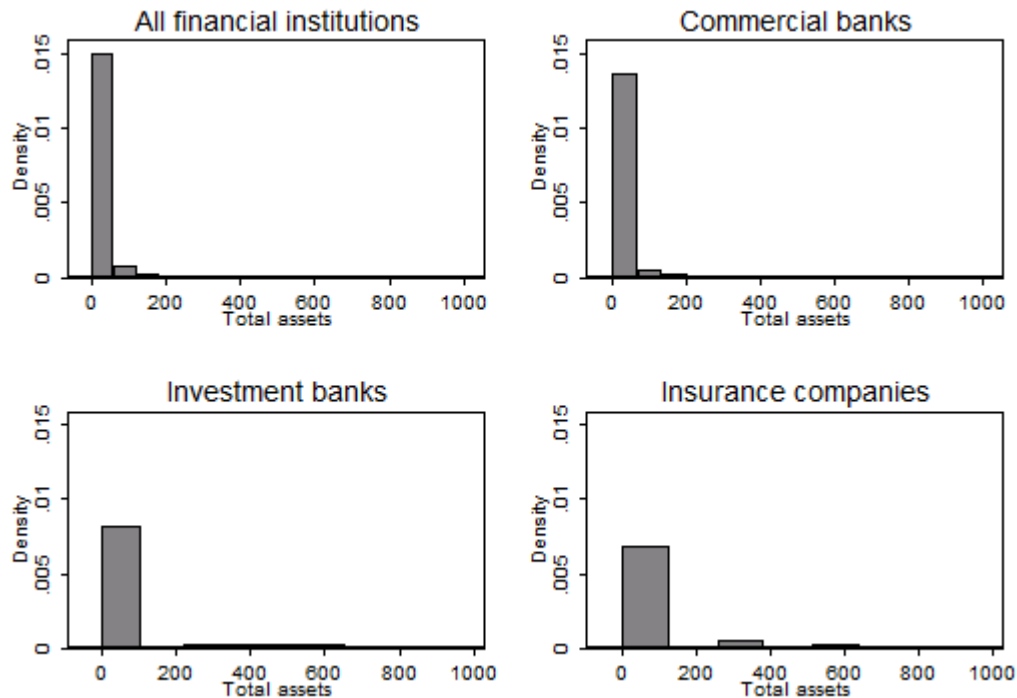 All financial institutions
Density
0 .005 .01 .015
0 200 400 600 800 1000
Total assets
Commercial banks
Density
0 .005 .01 .015
0 200 400 600 800 1000
Total assets
Investment banks
Density
0 .005 .01 .015
0 200 400 600 800 1000
Total assets
Insurance companies
Density
0 .005 .01 .015
0 200 400 600 800 1000
Total assets